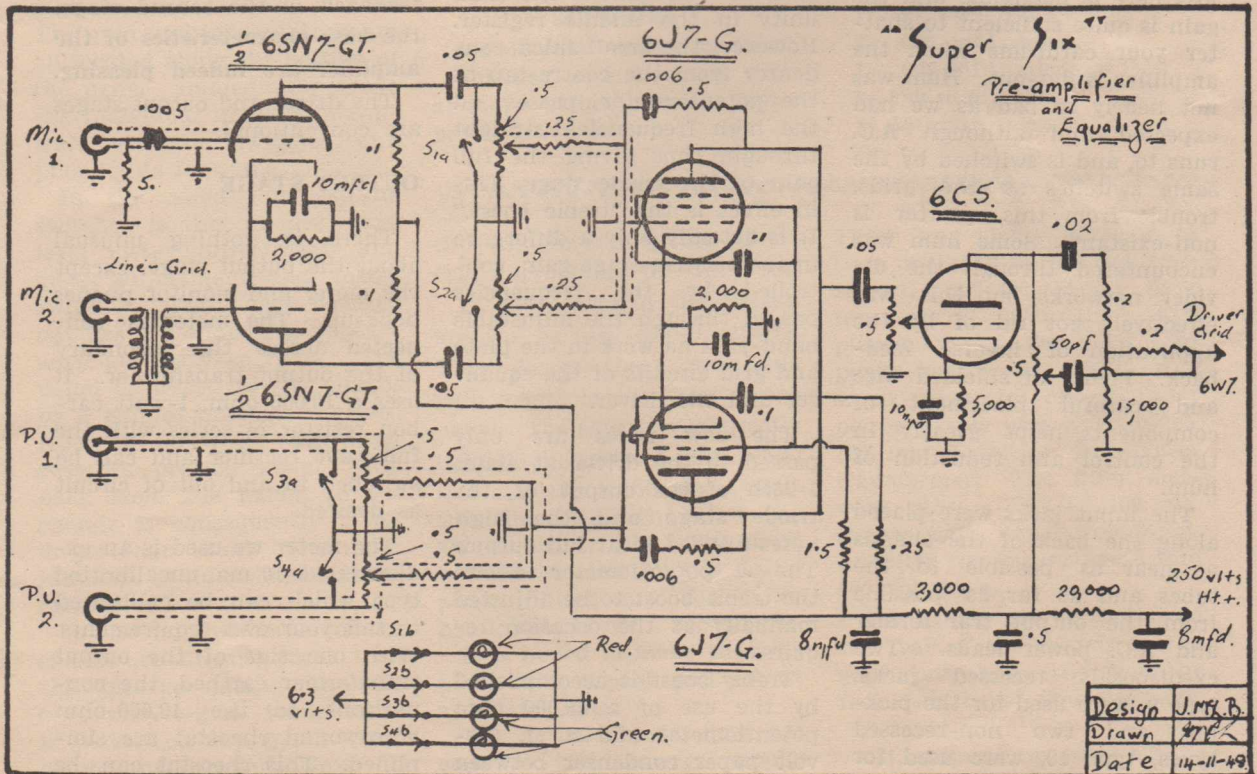 ½ 6SN7-GT.
6J7-G
"Super Six"
Pre-amplifier
and
Equalizer
Mic.
1.
.005
5.
.1
10mfd
2,000
Line-Grid.
Mic.
2.
.1
½ 6SN7-GT.
.05
.05
.5
S1a
.25
.5
S2a
.25
.006
.5
.1
2,000
10mfd.
.1
.006
.5
6J7-G.
6C5.
.05
.5
10mfd
5,000
.02
.5
50pf
.2
.2
Driver
Grid
6W7.
15,000
P.U.
1.
.5
S3a
.5
.5
S4a
.5
P.U.
2.
1.5
.25
2,000
20,000
250 vlts
H.t.+.
8mfd
.5
8mfd.
6.3
vlts.
S1b
S2b
S3b
S4b
Red.
Green.
Design
Drawn
Date 14-11-49